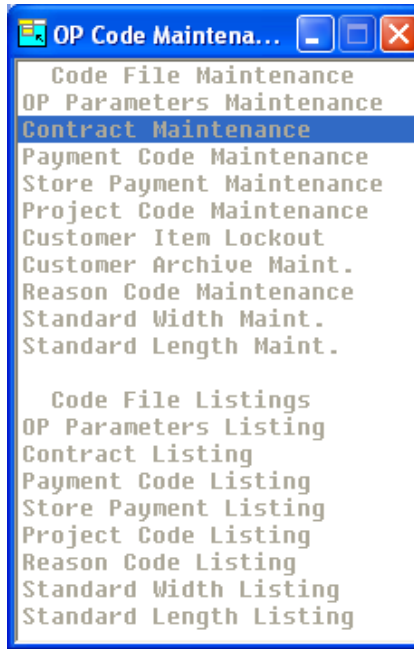 OP Code Maintena...
Code File Maintenance
OP Parameters Maintenance
Contract Maintenance
Payment Code Maintenance
Store Payment Maintenance
Project Code Maintenance
Customer Item Lockout
Customer Archive Maint.
Reason Code Maintenance
Standard Width Maint.
Standard Length Maint.
Code File Listings
OP Parameters Listing
Contract Listing
Payment Code Listing
Store Payment Listing
Project Code Listing
Reason Code Listing
Standard Width Listing
Standard Length Listing